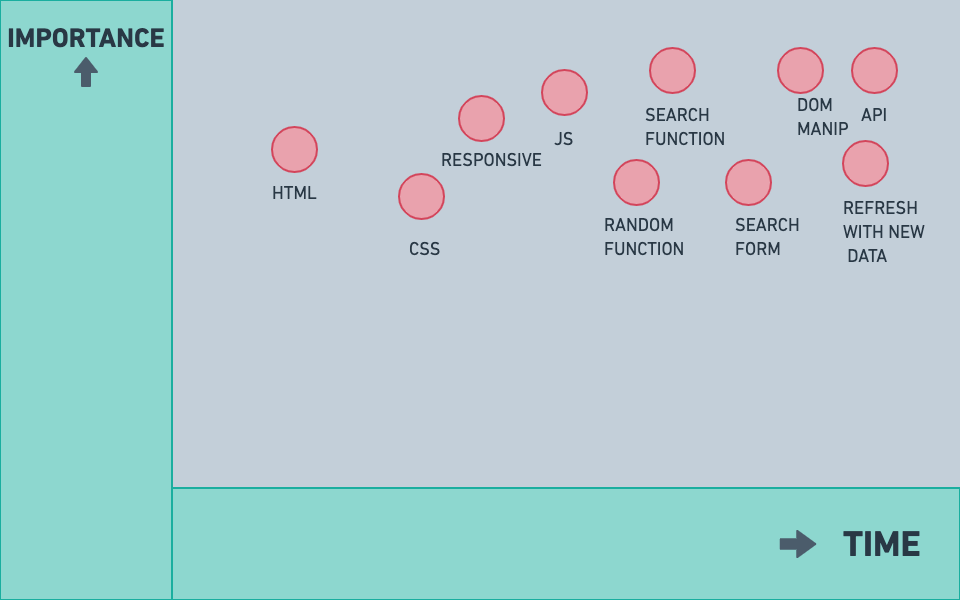 IMPORTANCE
HTML
CSS
RESPONSIVE
JS
SEARCH
FUNCTION
RANDOM
FUNCTION
SEARCH
FORM
DOM
MANIP
API
REFRESH
WITH NEW
DATA
TIME